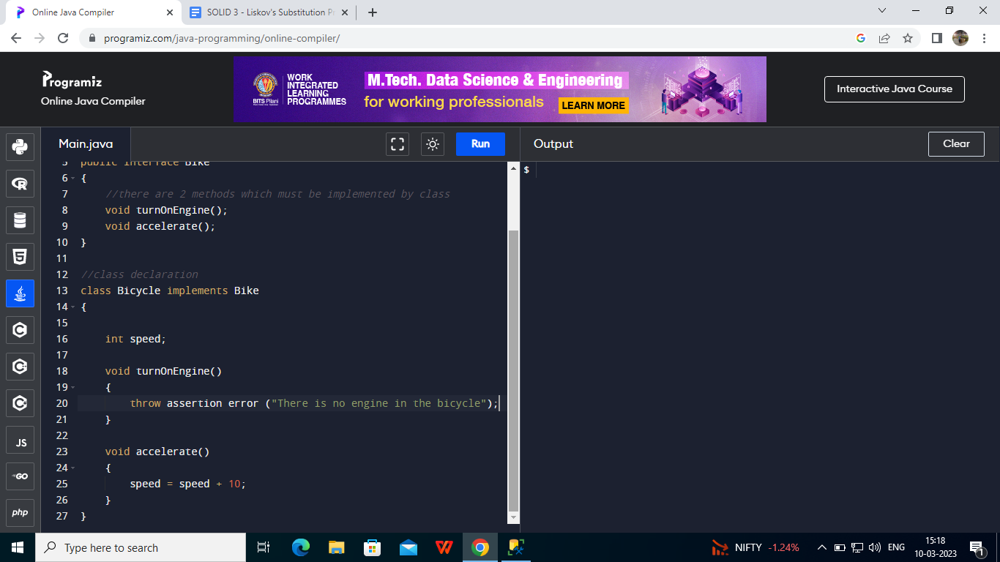 Online Java Compiler
SOLID 3 - Liskov's Substitution Pr
programiz.com/java-programming/online-compiler/
Programiz
Online Java Compiler
BITS Pilani
WORK
INTEGRATED
LEARNING
PROGRAMMES
M.Tech. Data Science & Engineering
for working professionals
LEARN MORE
Interactive Java Course
Main.java
Run
Output
Clear
5 public interface Bike
6 {
7 //there are 2 methods which must be implemented by class
8 void turnOnEngine();
9 void accelerate();
10 }
11
12 //class declaration
13 class Bicycle implements Bike
14 {
15
16 int speed;
17
18 void turnOnEngine()
19 {
20 throw assertion error ("There is no engine in the bicycle");
21 }
22
23 void accelerate()
24 {
25 speed = speed + 10;
26 }
27 }
$
R
5
C
C
C
JS
GO
php
Type here to search
W
NIFTY -1.24%
ENG
15:18
10-03-2023
1